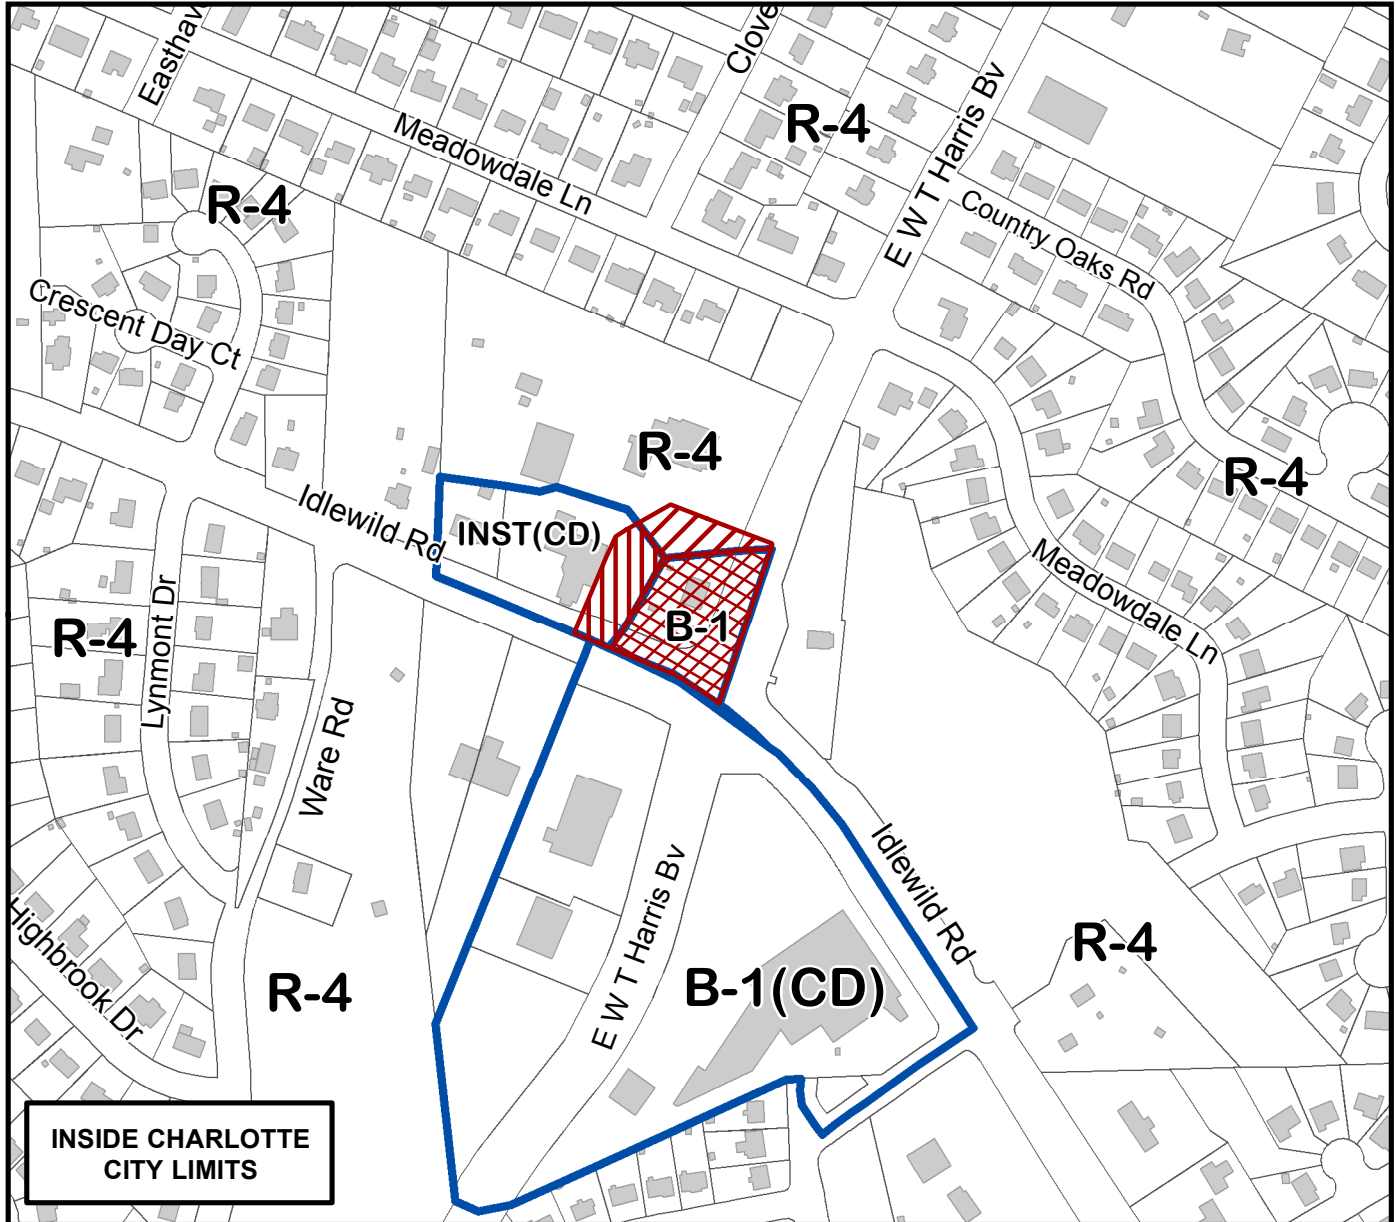 Easthav
Clove
R-4
E W T Harris Bv
Meadowdale Ln
R-4
Country Oaks Rd
Crescent Day Ct
R-4
R-4
Idlewild Rd
INST(CD)
Meadowdale Ln
R-4
Lynmont Dr
B-1
Ware Rd
E W T Harris Bv
Idlewild Rd
Highbrook Dr
R-4
B-1(CD)
R-4
INSIDE CHARLOTTE
CITY LIMITS